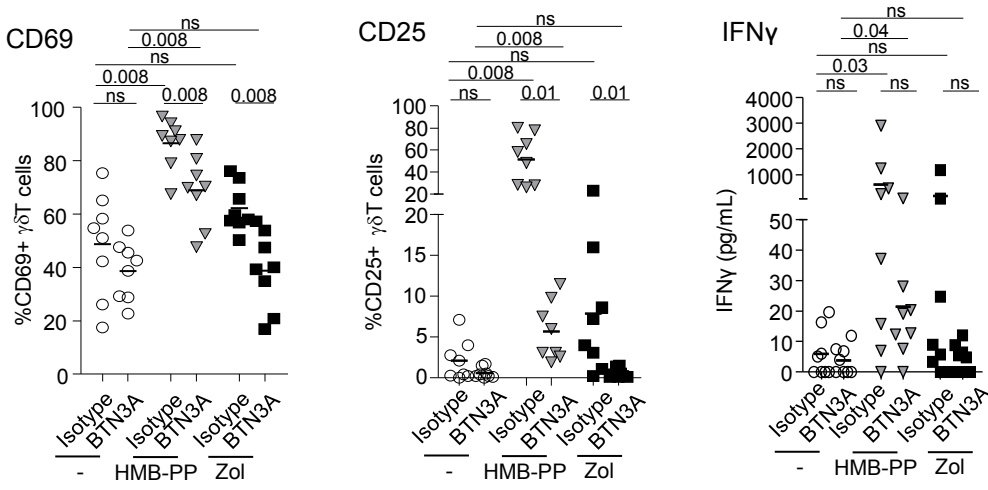 CD69
ns
0.008
ns
0.008
ns
0.008
0.008
%CD69+ γδT cells
100
80
60
40
20
0
Isotype
BTN3A
Isotype
BTN3A
Isotype
BTN3A
-
HMB-PP
Zol
CD25
ns
0.008
ns
0.008
ns
0.01
0.01
%CD25+ γδT cells
100
80
60
40
20
20
15
10
5
0
Isotype
BTN3A
Isotype
BTN3A
Isotype
BTN3A
-
HMB-PP
Zol
IFNγ
ns
0.04
ns
0.03
ns
ns
ns
IFNγ (pg/mL)
4000
3000
2000
1000
50
40
30
20
10
0
Isotype
BTN3A
Isotype
BTN3A
Isotype
BTN3A
-
HMB-PP
Zol